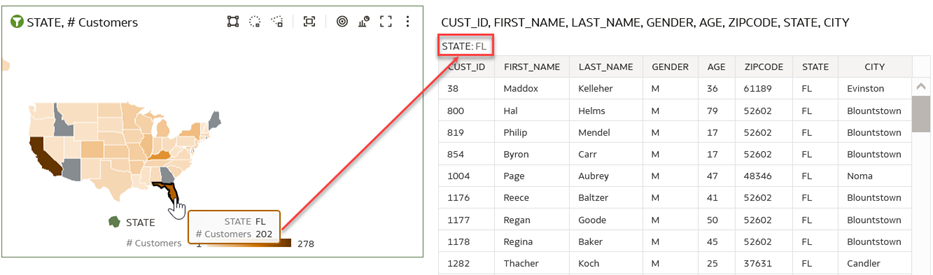 STATE, # Customers
STATE
STATE FL
# Customers 202
# Customers 1 278
CUST_ID, FIRST_NAME, LAST_NAME, GENDER, AGE, ZIPCODE, STATE, CITY
STATE: FL
CUST_ID FIRST_NAME LAST_NAME GENDER AGE ZIPCODE STATE CITY
38 Maddox Kelleher M 36 61189 FL Evinston
800 Hal Helms M 79 52602 FL Blountstown
819 Philip Mendel M 17 52602 FL Blountstown
854 Byron Carr M 17 52602 FL Blountstown
1004 Page Aubrey M 47 48346 FL Noma
1176 Reece Baltzer M 41 52602 FL Blountstown
1177 Regan Goode M 50 52602 FL Blountstown
1178 Regina Baker M 45 52602 FL Blountstown
1282 Thacher Koch M 25 37631 FL Candler